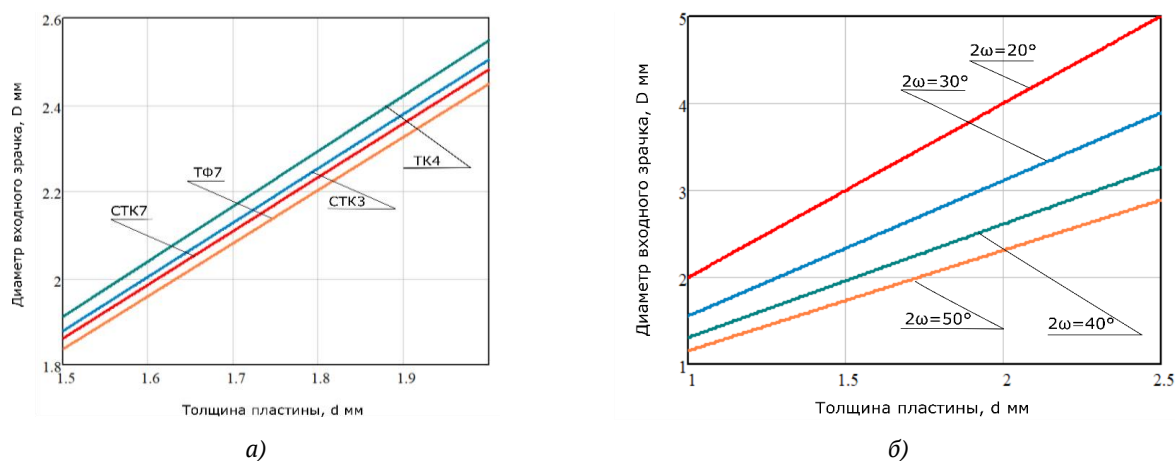 2.6
2.4
2.2
2
1.8
Диаметр входного зрачка, D мм
ТФ7
СТК7
ТК4
СТК3
1.5
1.6
1.7
1.8
1.9
Толщина пластины, d мм
а)
5
4
3
2
1
Диаметр входного зрачка, D мм
2ω=20°
2ω=30°
2ω=50°
2ω=40°
1
1.5
2
2.5
Толщина пластины, d мм
б)